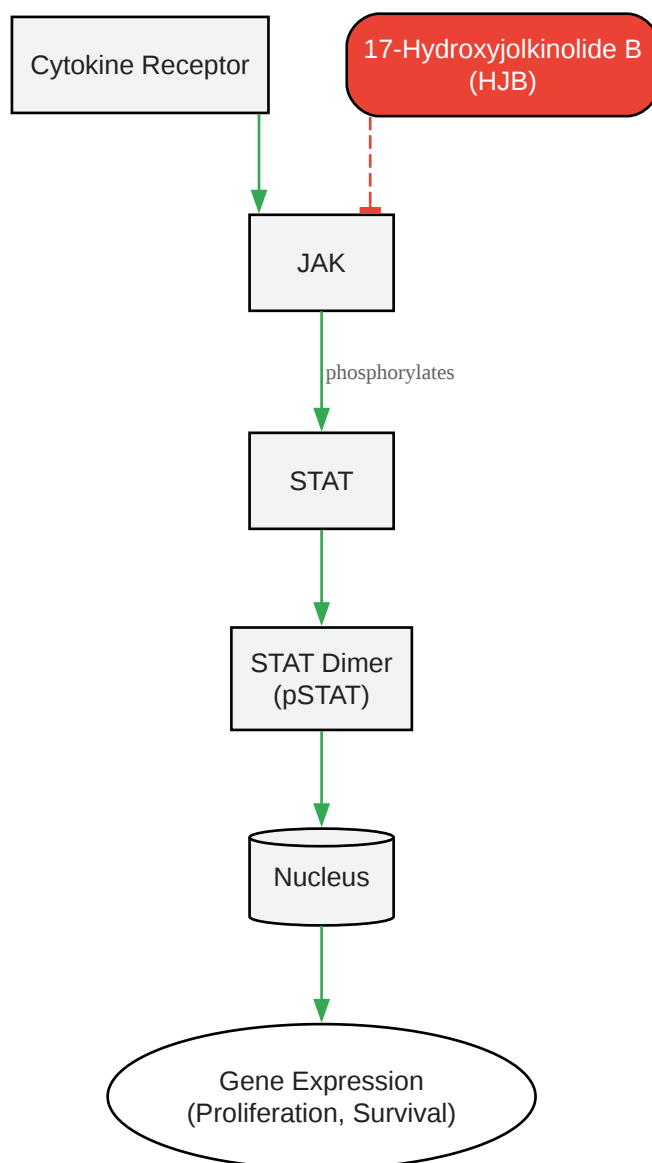 Cytokine Receptor
17-Hydroxyjolkinolide B
(HJB)
JAK
phosphorylates
STAT
STAT Dimer
(pSTAT)
Nucleus
Gene Expression
(Proliferation, Survival)